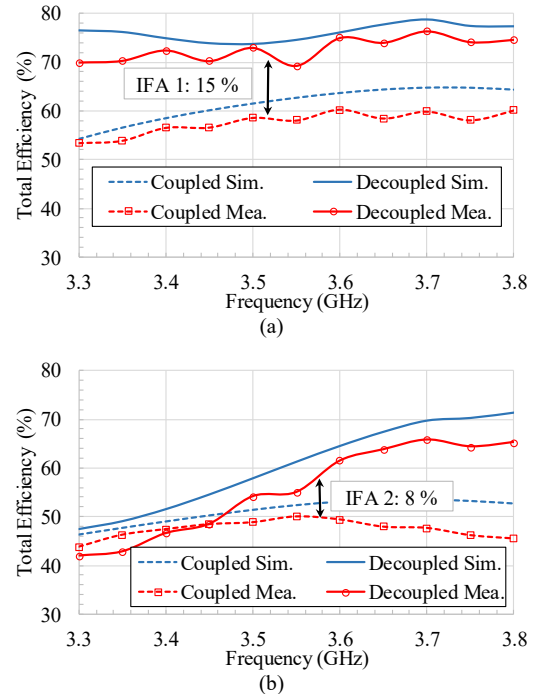 80
70
60
50
40
30
Total Efficiency (%)
IFA 1: 15 %
Coupled Sim. Decoupled Sim.
Coupled Mea. Decoupled Mea.
3.3 3.4 3.5 3.6 3.7 3.8
Frequency (GHz)
(a)
80
70
60
50
40
30
Total Efficiency (%)
IFA 2: 8 %
Coupled Sim. Decoupled Sim.
Coupled Mea. Decoupled Mea.
3.3 3.4 3.5 3.6 3.7 3.8
Frequency (GHz)
(b)